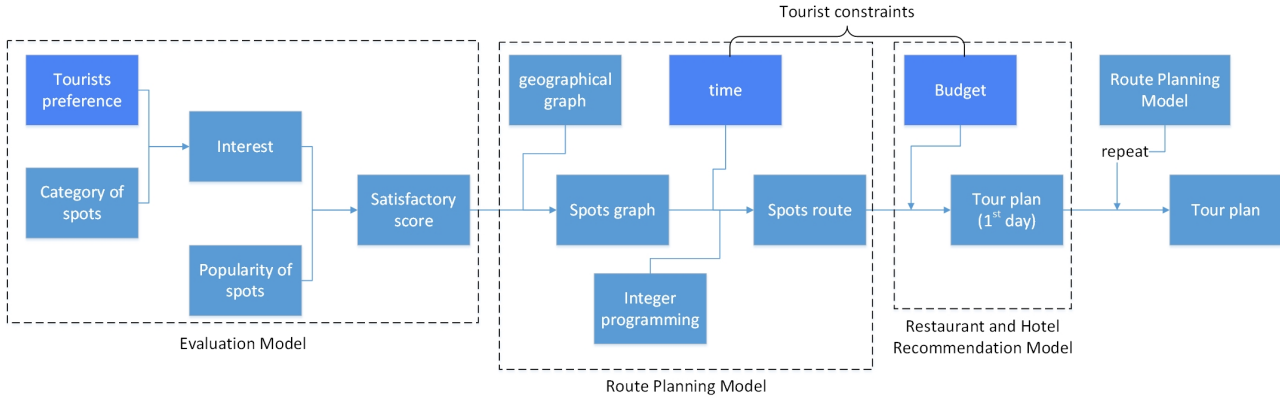 Tourist constraints
Tourists
preference
Category of
spots
Interest
Popularity of
spots
Satisfactory
score
Evaluation Model
geographical
graph
time
Spots graph
Spots route
Integer
programming
Route Planning Model
Budget
Tour plan
(1st day)
Restaurant and Hotel
Recommendation Model
Route Planning
Model
repeat
Tour plan